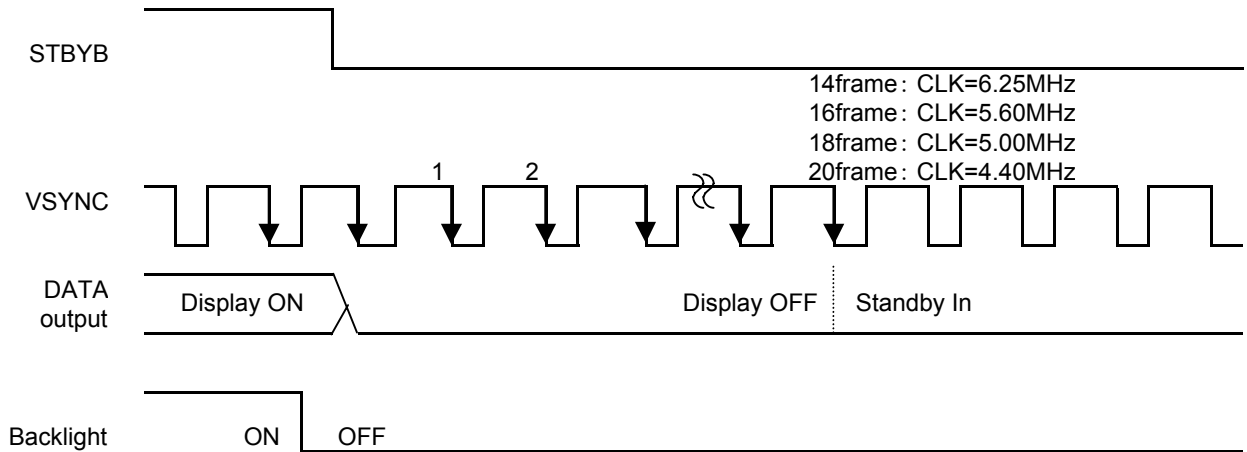 STBYB
14frame: CLK=6.25MHz
16frame: CLK=5.60MHz
18frame: CLK=5.00MHz
20frame: CLK=4.40MHz
1 2
VSYNC
DATA
output
Display ON Display OFF Standby In
Backlight ON OFF